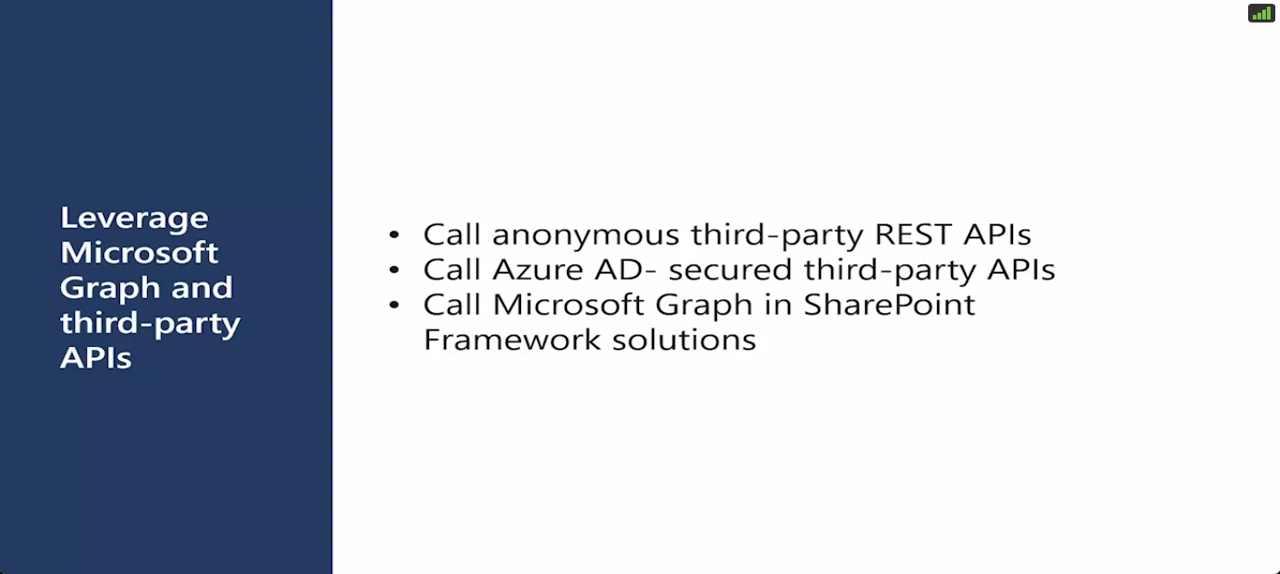 Leverage
Microsoft
Graph and
third-party
APIs
• Call anonymous third-party REST APIs
• Call Azure AD- secured third-party APIs
• Call Microsoft Graph in SharePoint
Framework solutions